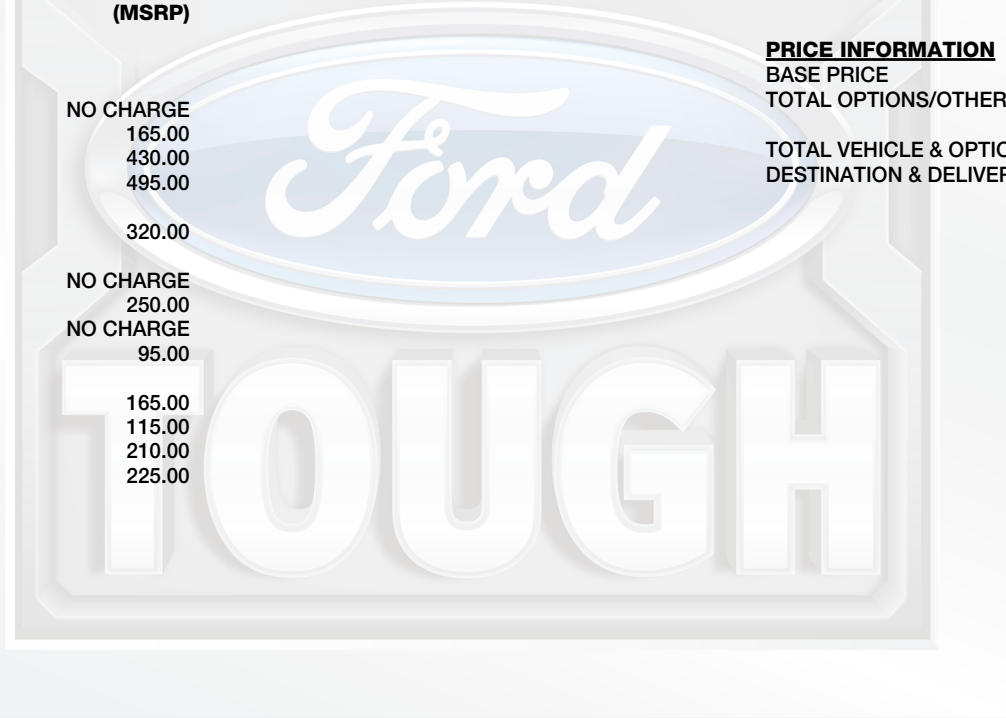 (MSRP)
NO CHARGE
165.00
430.00
495.00
320.00
NO CHARGE
250.00
NO CHARGE
95.00
165.00
115.00
210.00
225.00
PRICE INFORMATION
BASE PRICE
TOTAL OPTIONS/OTHER
TOTAL VEHICLE & OPTIO
DESTINATION & DELIVER
Ford
TOUGH